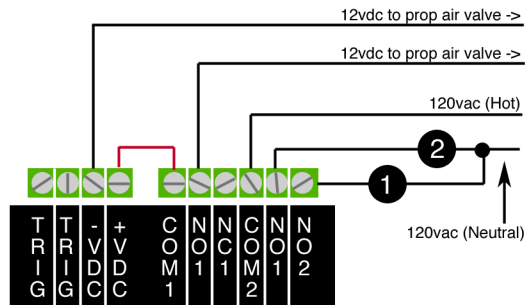 12vdc to prop air valve ->
12vdc to prop air valve ->
120vac (Hot)
2
1
120vac (Neutral)
TRIG
TRIG
-VDC
+VDC
COM1
NO1
NC1
COM2
NO1
NO2